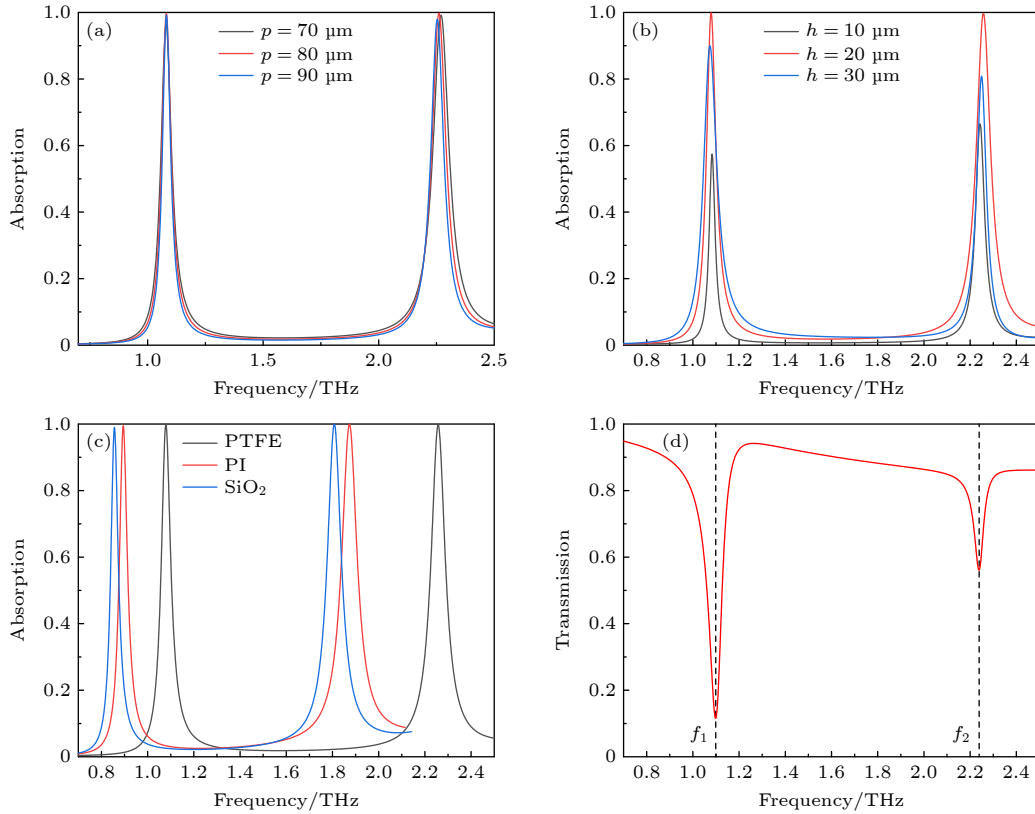 (a)
p = 70 μm
p = 80 μm
p = 90 μm
Absorption
1.0
0.8
0.6
0.4
0.2
0
1.0 1.5 2.0 2.5
Frequency/THz
(b)
h = 10 μm
h = 20 μm
h = 30 μm
Absorption
1.0
0.8
0.6
0.4
0.2
0
0.8 1.0 1.2 1.4 1.6 1.8 2.0 2.2 2.4
Frequency/THz
(c)
PTFE
PI
SiO₂
Absorption
1.0
0.8
0.6
0.4
0.2
0
0.8 1.0 1.2 1.4 1.6 1.8 2.0 2.2 2.4
Frequency/THz
(d)
Transmission
1.0
0.8
0.6
0.4
0.2
0
f₁ f₂
0.8 1.0 1.2 1.4 1.6 1.8 2.0 2.2 2.4
Frequency/THz